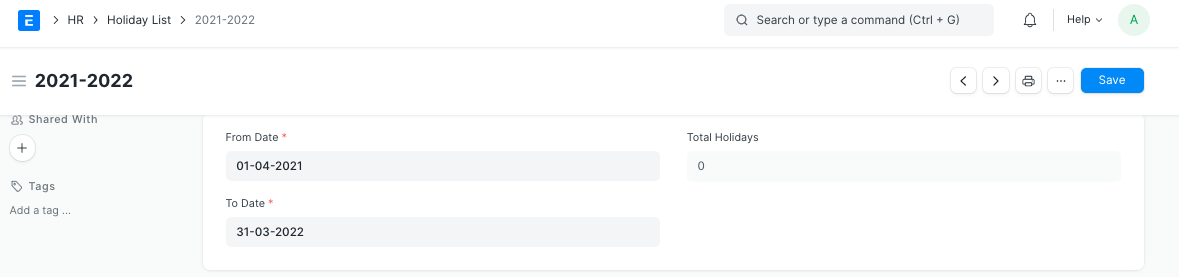 E HR Holiday List 2021-2022 Search or type a command (Ctrl + G) Help A
2021-2022 ... Save
Shared With
From Date * Total Holidays
01-04-2021 0
Tags
To Date *
Add a tag ...
31-03-2022